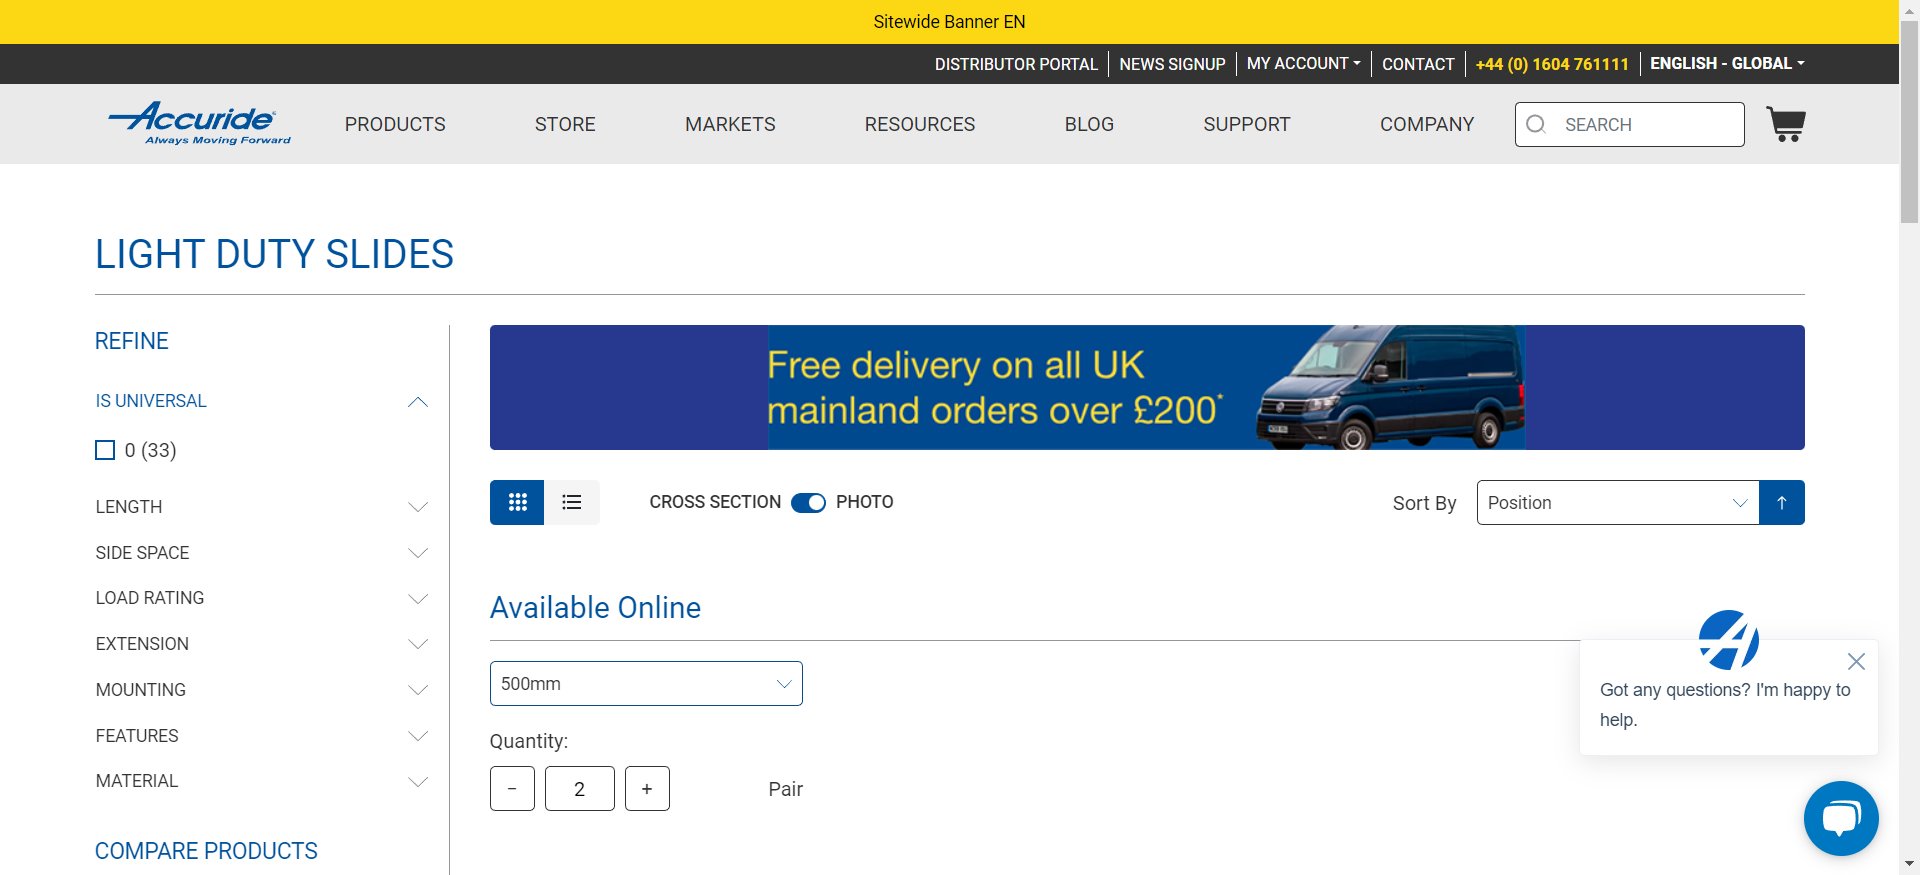 Sitewide Banner EN
DISTRIBUTOR PORTAL
NEWS SIGNUP
MY ACCOUNT
CONTACT
+44 (0) 1604 761111
ENGLISH - GLOBAL
Accuride
Always Moving Forward
PRODUCTS
STORE
MARKETS
RESOURCES
BLOG
SUPPORT
COMPANY
SEARCH
LIGHT DUTY SLIDES
REFINE
IS UNIVERSAL
0 (33)
LENGTH
SIDE SPACE
LOAD RATING
EXTENSION
MOUNTING
FEATURES
MATERIAL
COMPARE PRODUCTS
Free delivery on all UK
mainland orders over £200*
CROSS SECTION
PHOTO
Sort By
Position
Available Online
500mm
Quantity:
2
Pair
Got any questions? I'm happy to
help.